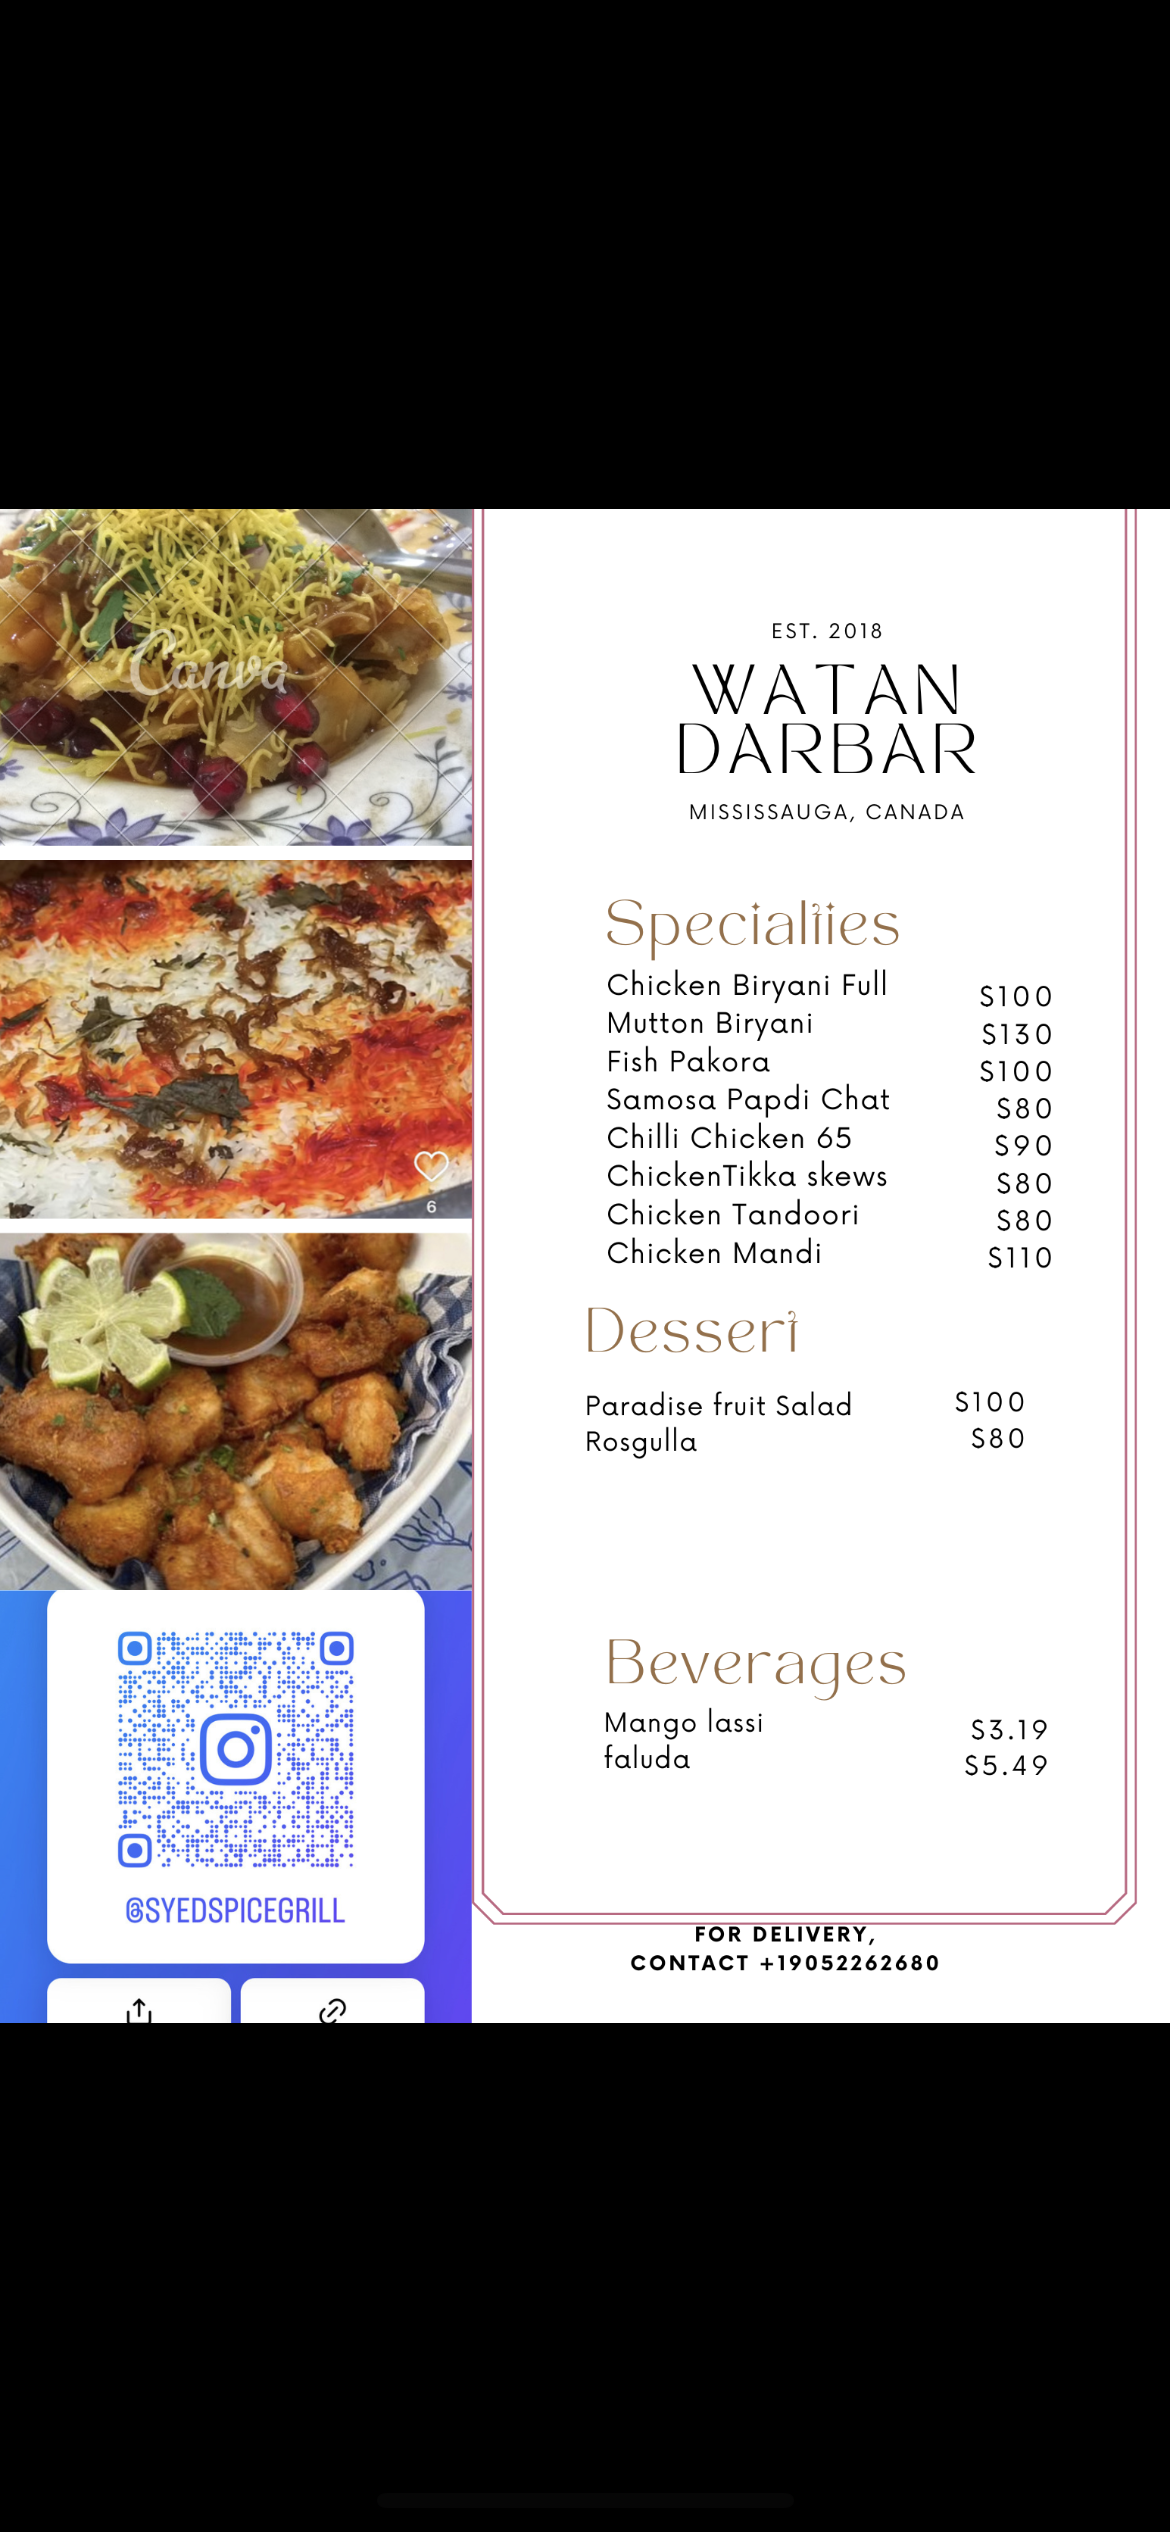 Canva
6
@SYEDSPICEGRILL
EST. 2018
WATAN
DARBAR
MISSISSAUGA, CANADA
Specialties
Chicken Biryani Full $100
Mutton Biryani $130
Fish Pakora $100
Samosa Papdi Chat $80
Chilli Chicken 65 $90
ChickenTikka skews $80
Chicken Tandoori $80
Chicken Mandi $110
Dessert
Paradise fruit Salad $100
Rosgulla $80
Beverages
Mango lassi $3.19
faluda $5.49
FOR DELIVERY,
CONTACT +19052262680